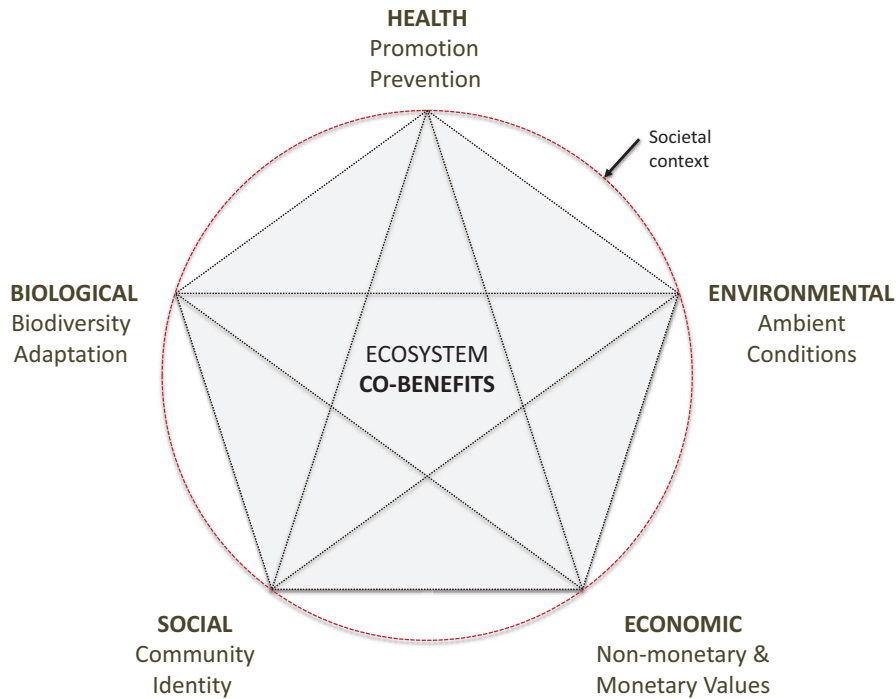 HEALTH
Promotion
Prevention
Societal
context
BIOLOGICAL
Biodiversity
Adaptation
ENVIRONMENTAL
Ambient
Conditions
ECOSYSTEM
CO-BENEFITS
SOCIAL
Community
Identity
ECONOMIC
Non-monetary &
Monetary Values